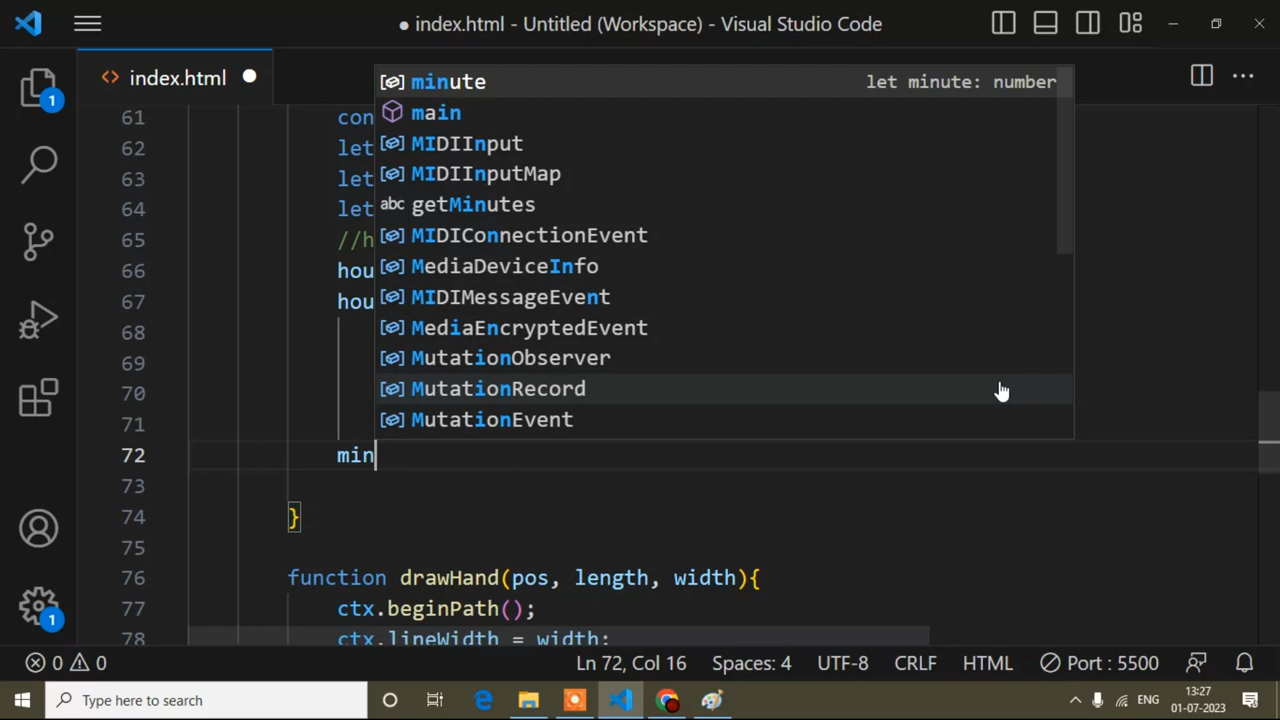 index.html - Untitled (Workspace) - Visual Studio Code
index.html
minute let minute: number
main
MIDIInput
MIDIInputMap
abc getMinutes
MIDIConnectionEvent
MediaDeviceInfo
MIDIMessageEvent
MediaEncryptedEvent
MutationObserver
MutationRecord
MutationEvent
61 con
62 let
63 let
64 let
65 //h
66 hou
67 hou
68
69
70
71
72 min
73
74 }
75
76 function drawHand(pos, length, width){
77 ctx.beginPath();
78 ctx.lineWidth = width;
1
1
0 0 Ln 72, Col 16 Spaces: 4 UTF-8 CRLF HTML Port : 5500
Type here to search
ENG
13:27
01-07-2023